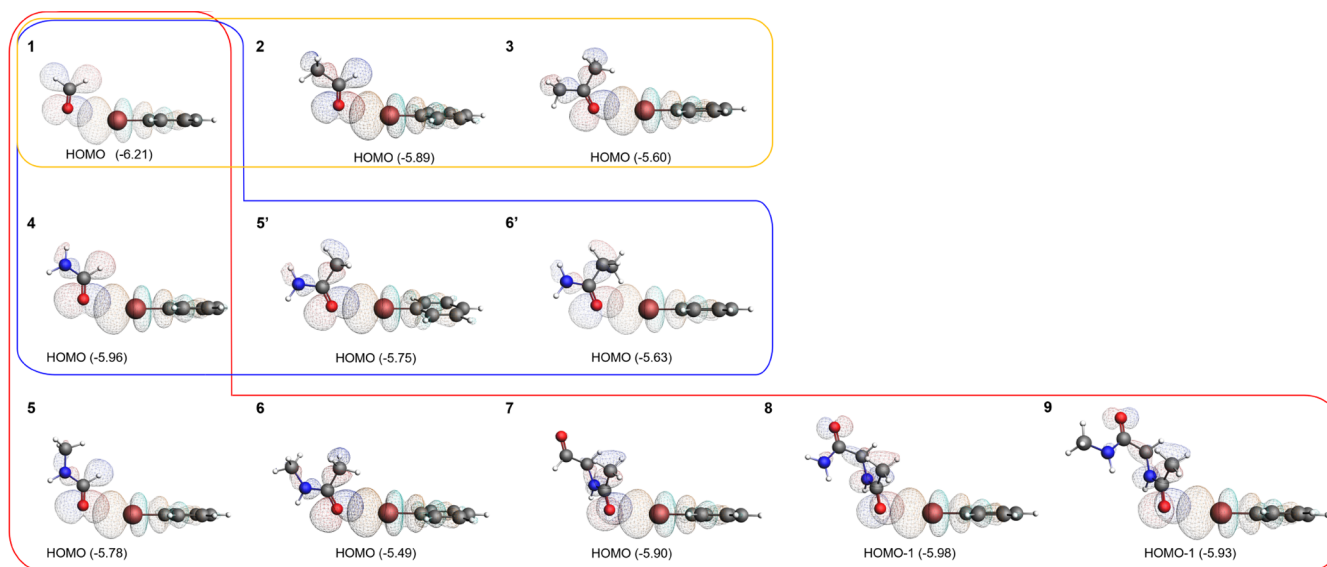 1 2 3
HOMO (-6.21) HOMO (-5.89) HOMO (-5.60)
4 5' 6'
HOMO (-5.96) HOMO (-5.75) HOMO (-5.63)
5 6 7 8 9
HOMO (-5.78) HOMO (-5.49) HOMO (-5.90) HOMO-1 (-5.98) HOMO-1 (-5.93)